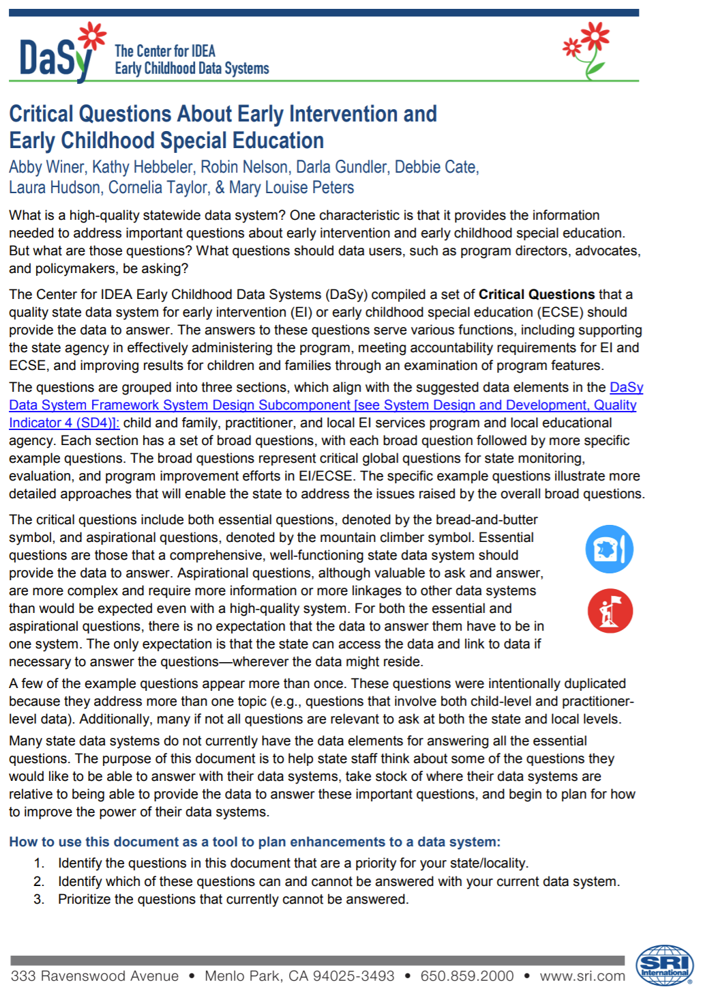 DaSy
The Center for IDEA
Early Childhood Data Systems
Critical Questions About Early Intervention and
Early Childhood Special Education
Abby Winer, Kathy Hebbeler, Robin Nelson, Darla Gundler, Debbie Cate,
Laura Hudson, Cornelia Taylor, & Mary Louise Peters
What is a high-quality statewide data system? One characteristic is that it provides the information
needed to address important questions about early intervention and early childhood special education.
But what are those questions? What questions should data users, such as program directors, advocates,
and policymakers, be asking?
The Center for IDEA Early Childhood Data Systems (DaSy) compiled a set of Critical Questions that a
quality state data system for early intervention (EI) or early childhood special education (ECSE) should
provide the data to answer. The answers to these questions serve various functions, including supporting
the state agency in effectively administering the program, meeting accountability requirements for EI and
ECSE, and improving results for children and families through an examination of program features.
The questions are grouped into three sections, which align with the suggested data elements in the DaSy
Data System Framework System Design Subcomponent [see System Design and Development, Quality
Indicator 4 (SD4)]: child and family, practitioner, and local EI services program and local educational
agency. Each section has a set of broad questions, with each broad question followed by more specific
example questions. The broad questions represent critical global questions for state monitoring,
evaluation, and program improvement efforts in EI/ECSE. The specific example questions illustrate more
detailed approaches that will enable the state to address the issues raised by the overall broad questions.
The critical questions include both essential questions, denoted by the bread-and-butter
symbol, and aspirational questions, denoted by the mountain climber symbol. Essential
questions are those that a comprehensive, well-functioning state data system should
provide the data to answer. Aspirational questions, although valuable to ask and answer,
are more complex and require more information or more linkages to other data systems
than would be expected even with a high-quality system. For both the essential and
aspirational questions, there is no expectation that the data to answer them have to be in
one system. The only expectation is that the state can access the data and link to data if
necessary to answer the questions—wherever the data might reside.
A few of the example questions appear more than once. These questions were intentionally duplicated
because they address more than one topic (e.g., questions that involve both child-level and practitioner-
level data). Additionally, many if not all questions are relevant to ask at both the state and local levels.
Many state data systems do not currently have the data elements for answering all the essential
questions. The purpose of this document is to help state staff think about some of the questions they
would like to be able to answer with their data systems, take stock of where their data systems are
relative to being able to provide the data to answer these important questions, and begin to plan for how
to improve the power of their data systems.
How to use this document as a tool to plan enhancements to a data system:
1. Identify the questions in this document that are a priority for your state/locality.
2. Identify which of these questions can and cannot be answered with your current data system.
3. Prioritize the questions that currently cannot be answered.
333 Ravenswood Avenue • Menlo Park, CA 94025-3493 • 650.859.2000 • www.sri.com
SRI
International
®